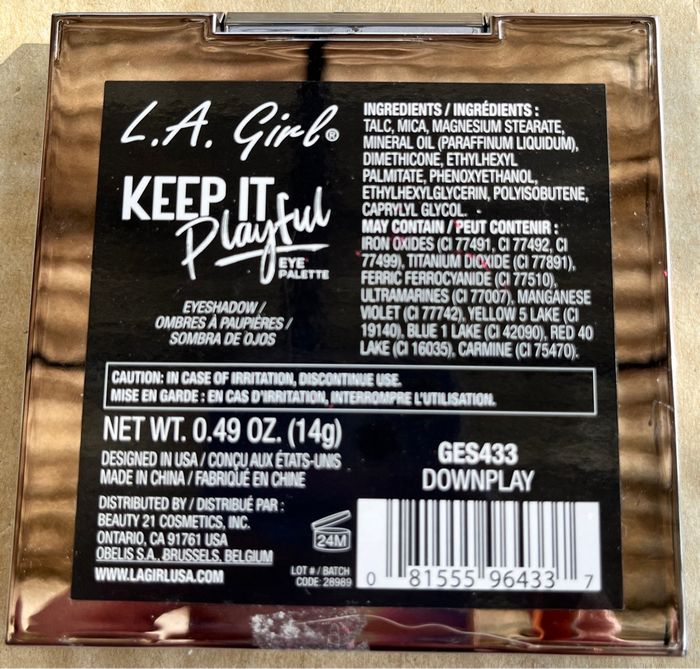 L.A. Girl®
KEEP IT
Playful
EYE
PALETTE
EYESHADOW /
OMBRES À PAUPIÈRES /
SOMBRA DE OJOS
INGREDIENTS / INGRÉDIENTS :
TALC, MICA, MAGNESIUM STEARATE,
MINERAL OIL (PARAFFINUM LIQUIDUM),
DIMETHICONE, ETHYLHEXYL
PALMITATE, PHENOXYETHANOL,
ETHYLHEXYLGLYCERIN, POLYISOBUTENE,
CAPRYLYL GLYCOL.
MAY CONTAIN / PEUT CONTENIR :
IRON OXIDES (CI 77491, CI 77492, CI
77499), TITANIUM DIOXIDE (CI 77891),
FERRIC FERROCYANIDE (CI 77510),
ULTRAMARINES (CI 77007), MANGANESE
VIOLET (CI 77742), YELLOW 5 LAKE (CI
19140), BLUE 1 LAKE (CI 42090), RED 40
LAKE (CI 16035), CARMINE (CI 75470).
CAUTION: IN CASE OF IRRITATION, DISCONTINUE USE.
MISE EN GARDE : EN CAS D'IRRITATION, INTERROMPRE L'UTILISATION.
NET WT. 0.49 OZ. (14g)
DESIGNED IN USA / CONÇU AUX ÉTATS-UNIS
MADE IN CHINA / FABRIQUÉ EN CHINE
DISTRIBUTED BY / DISTRIBUÉ PAR :
BEAUTY 21 COSMETICS, INC.
ONTARIO, CA 91761 USA
OBELIS S.A., BRUSSELS, BELGIUM
WWW.LAGIRLUSA.COM
24M
LOT # / BATCH
CODE: 28989
GES433
DOWNPLAY
0 81555 96433 7